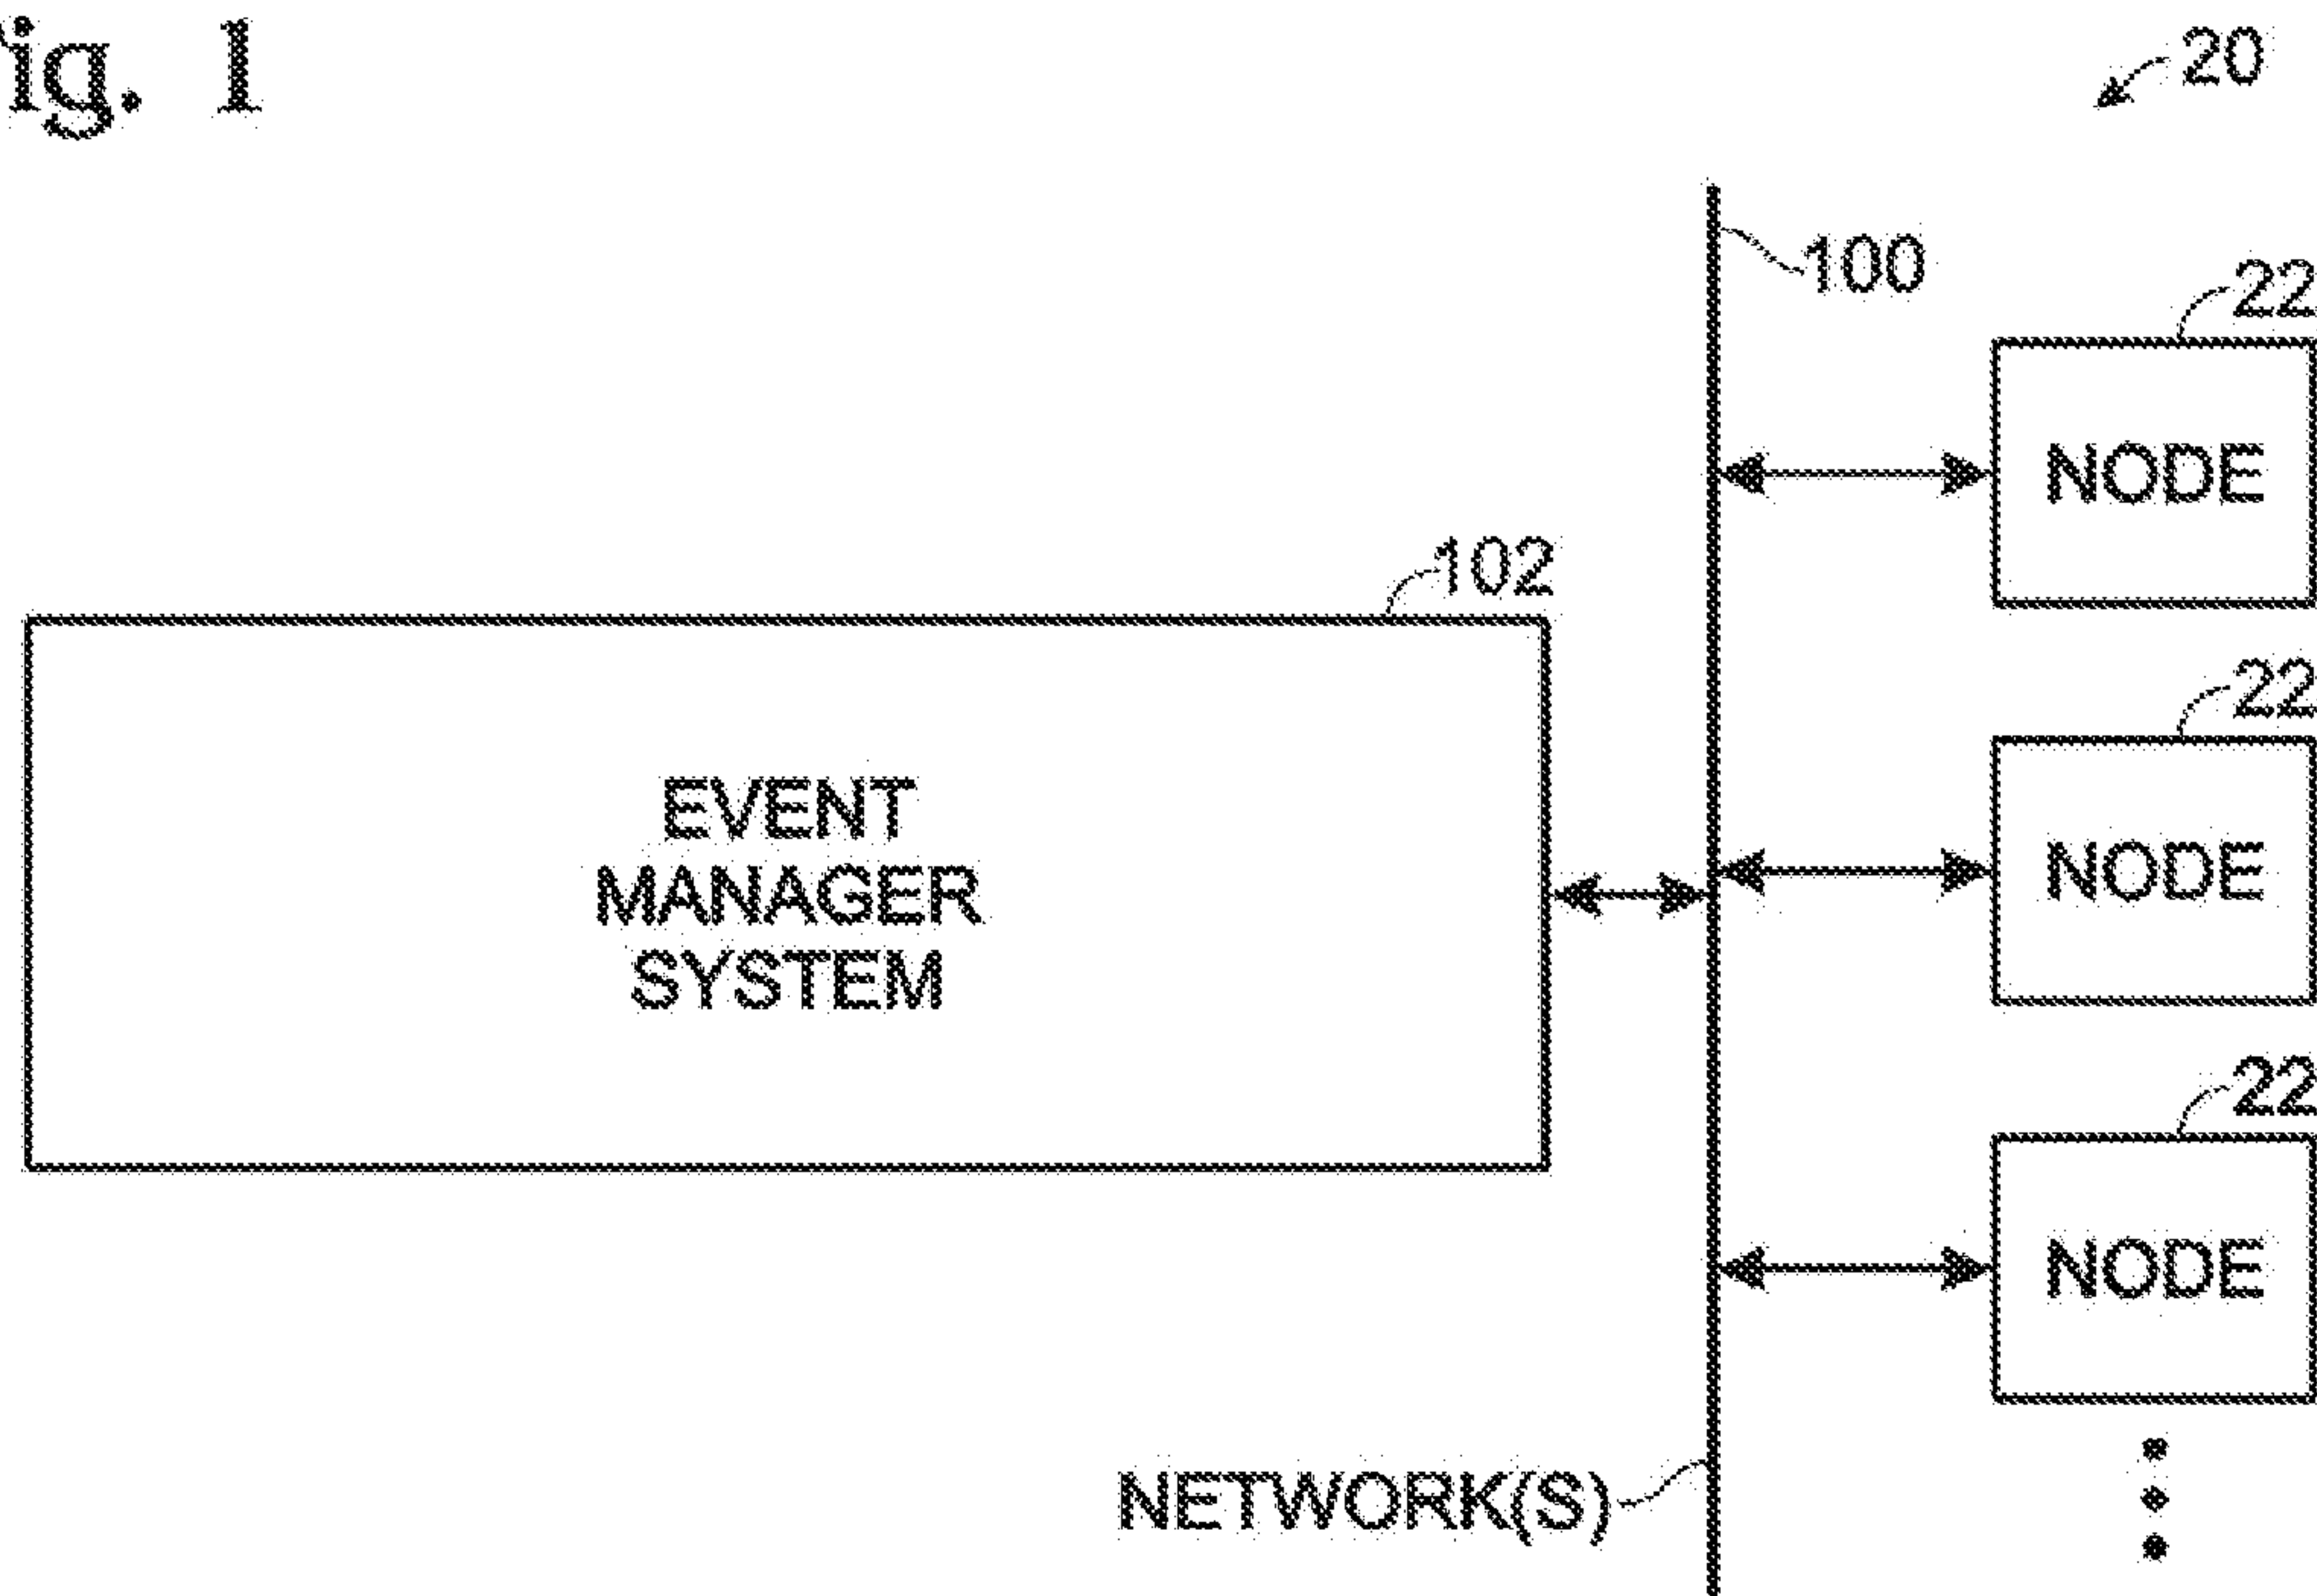 ig. 1
20
100
22
NODE
102
22
EVENT
MANAGER
SYSTEM
NODE
22
NODE
NETWORK(S)